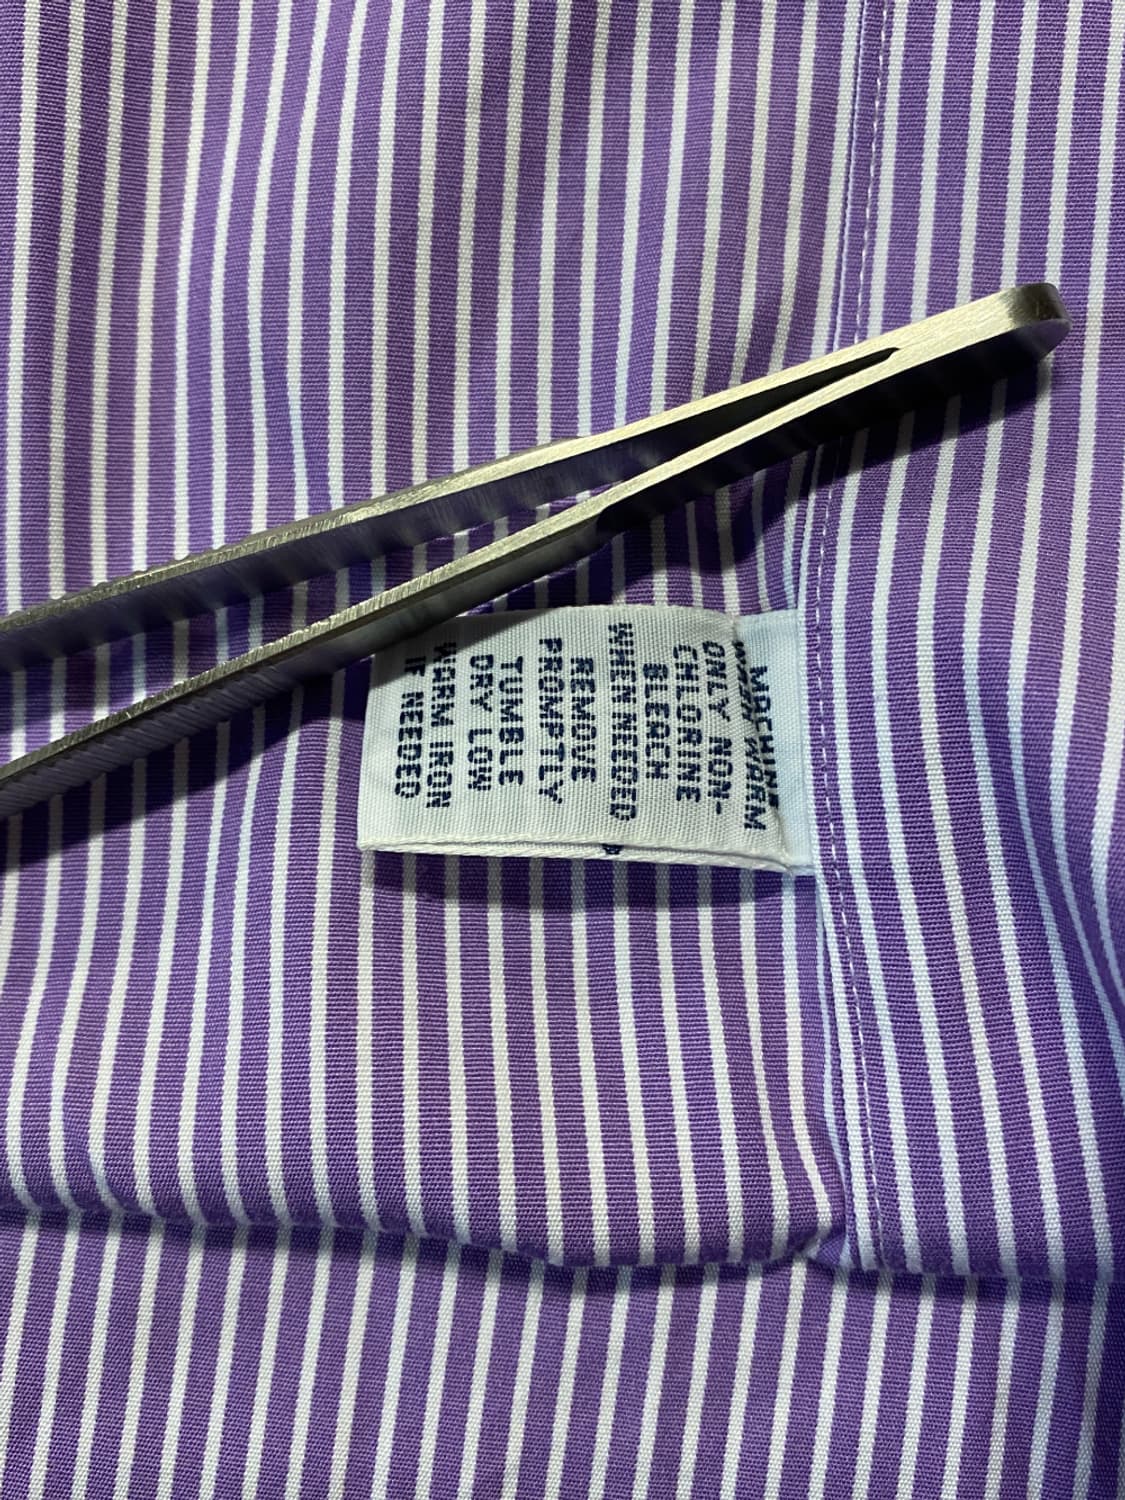 MACHINE
WASH WARM
ONLY NON-
CHLORINE
BLEACH
WHEN NEEDED
REMOVE
PROMPTLY
TUMBLE
DRY LOW
WARM IRON
IF NEEDED